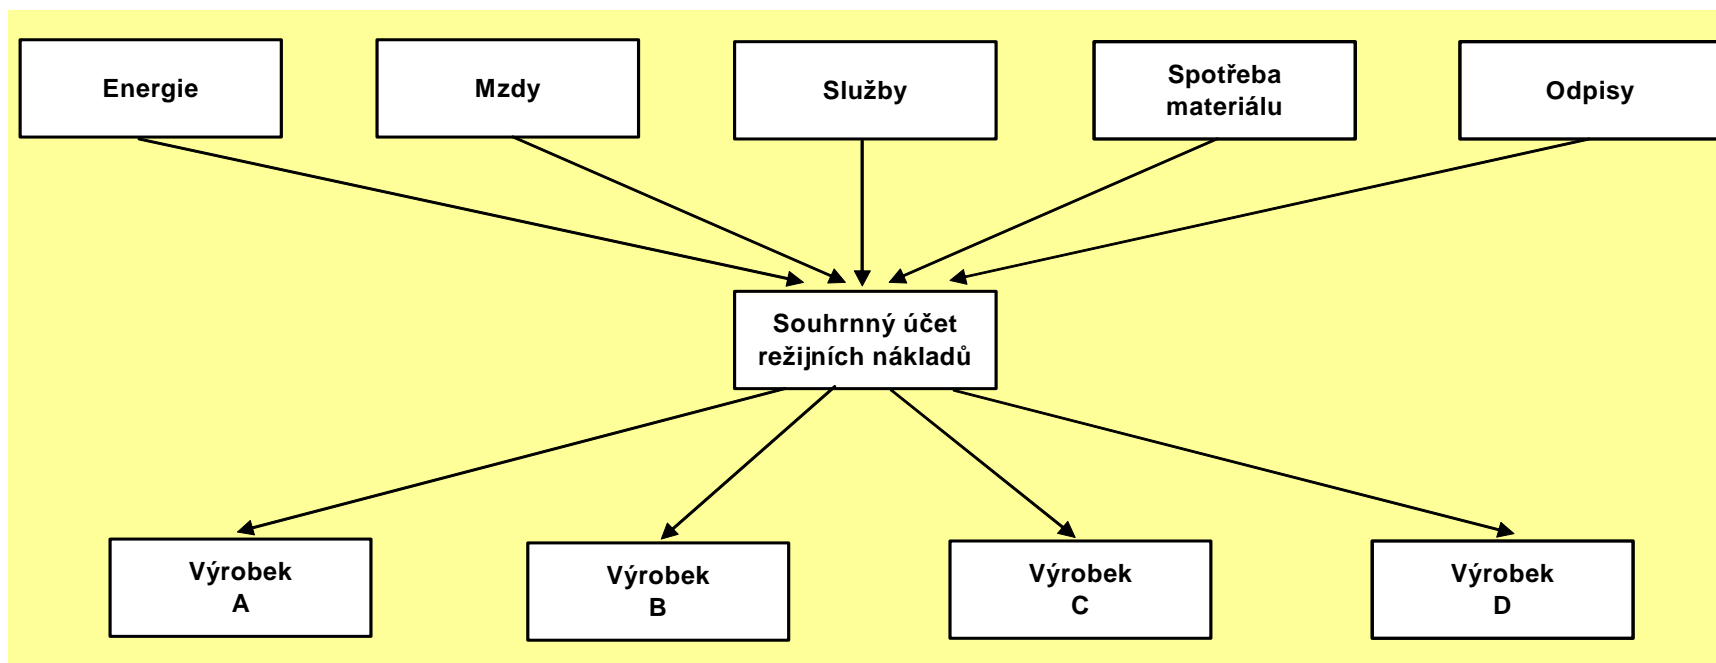 Energie
Mzdy
Služby
Spotřeba
materiálu
Odpisy
Souhrnný účet
režijních nákladů
Výrobek
A
Výrobek
B
Výrobek
C
Výrobek
D